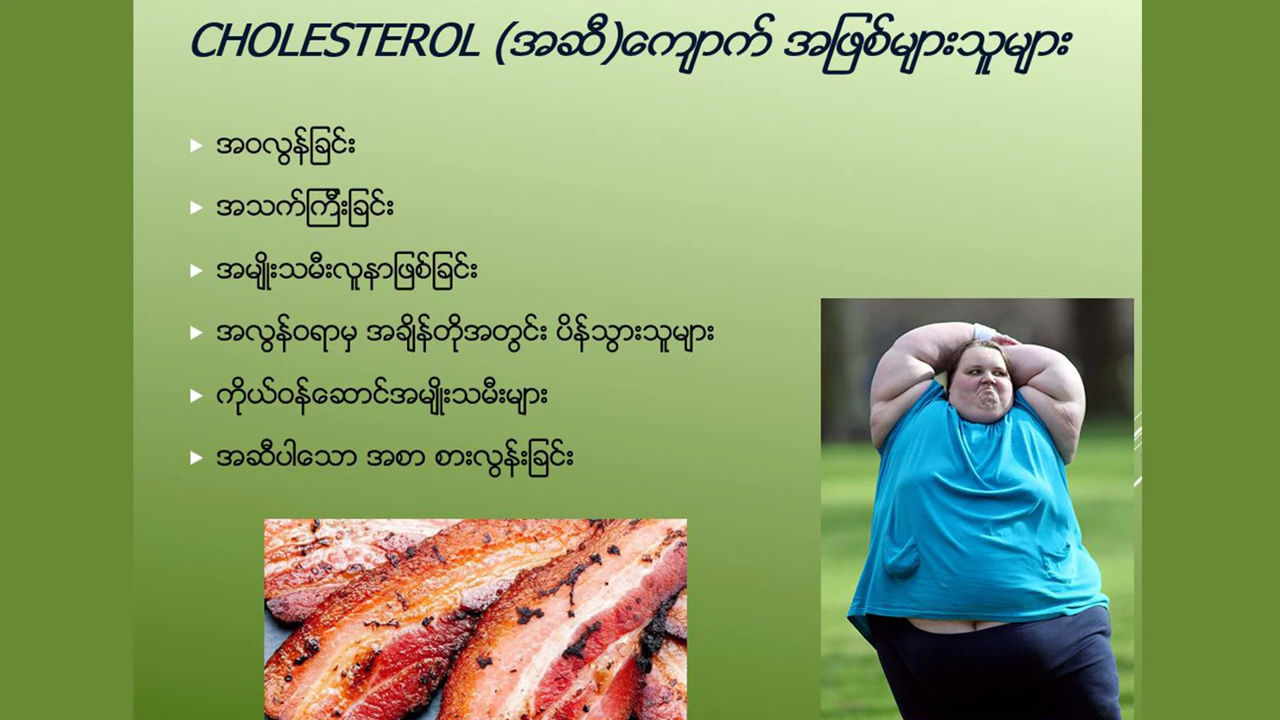 CHOLESTEROL (အဆီ)ကျောက် အဖြစ်များသူများ
အဝလွန်ခြင်း
အသက်ကြီးခြင်း
အမျိုးသမီးလူနာဖြစ်ခြင်း
အလွန်ဝရာမှ အချိန်တိုအတွင်း ပိန်သွားသူများ
ကိုယ်ဝန်ဆောင်အမျိုးသမီးများ
အဆီပါသော အစာ စားလွန်းခြင်း